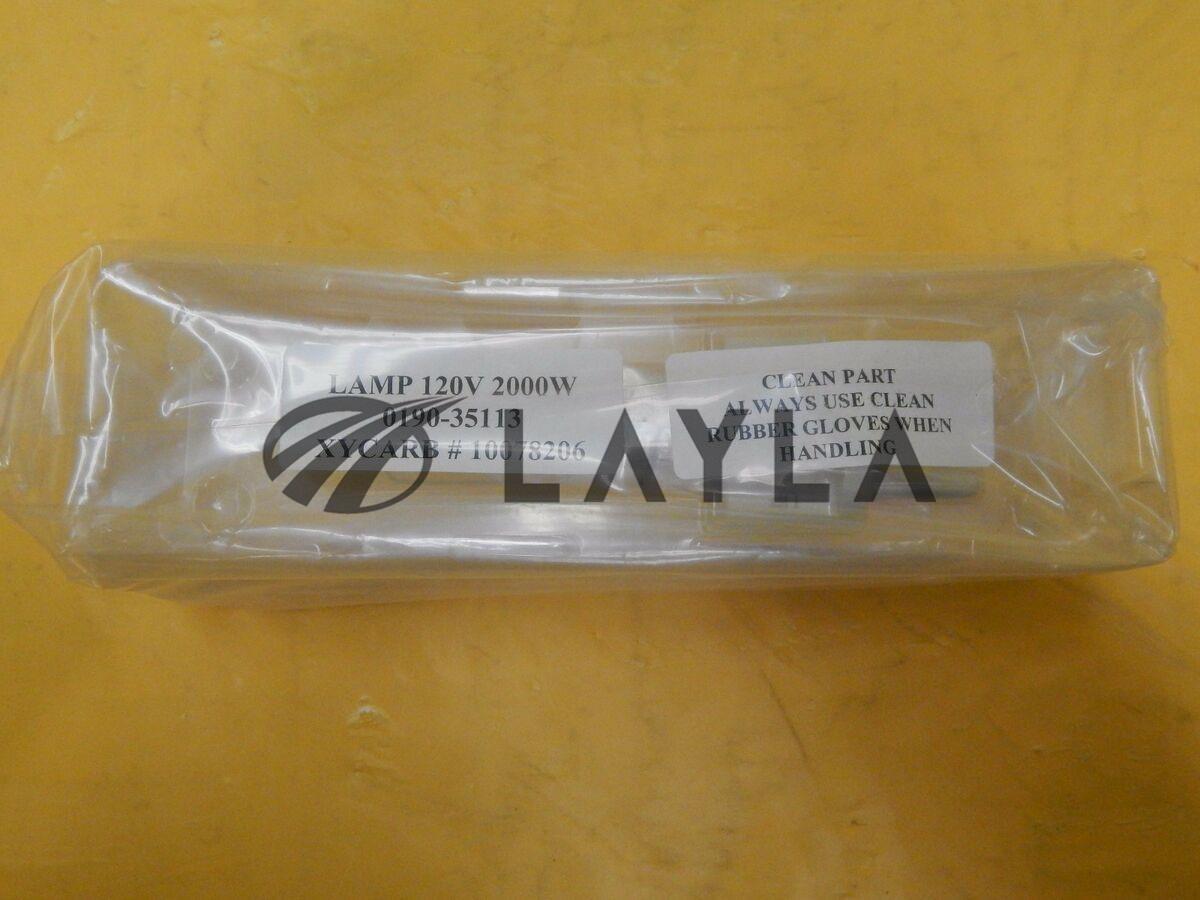 LAMP 120V 2000W
0190-35113
XYCARB # 10078206
CLEAN PART
ALWAYS USE CLEAN
RUBBER GLOVES WHEN
HANDLING
LAYLA